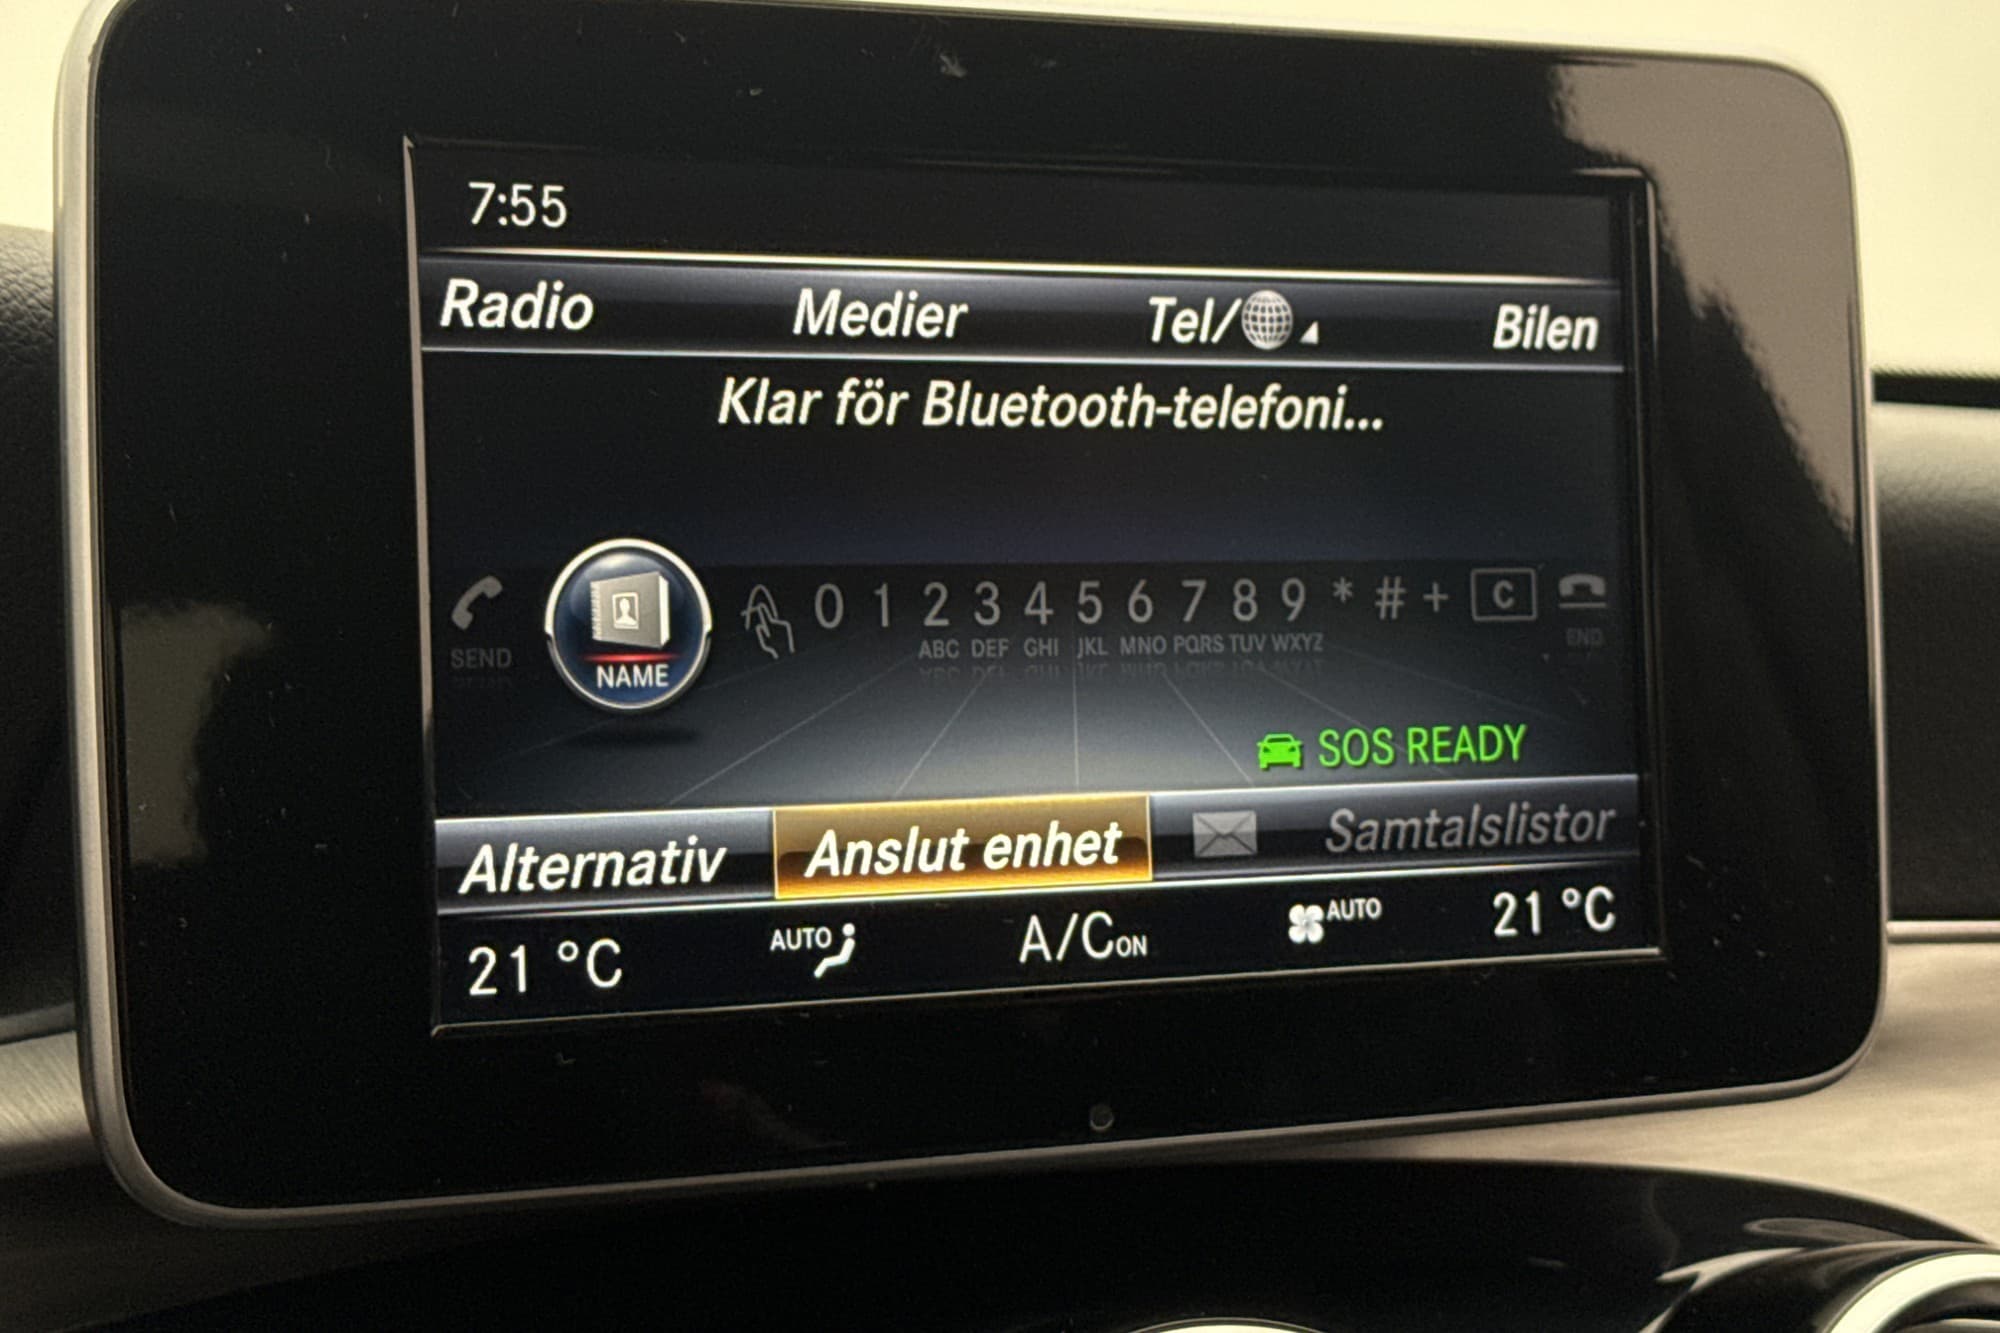 7:55
Radio Medier Tel/ Bilen
Klar för Bluetooth-telefoni...
0 1 2 3 4 5 6 7 8 9 * # + C
SEND NAME ABC DEF GHI JKL MNO PQRS TUV WXYZ END
SOS READY
Alternativ Anslut enhet Samtalslistor
21 °C AUTO A/C ON AUTO 21 °C